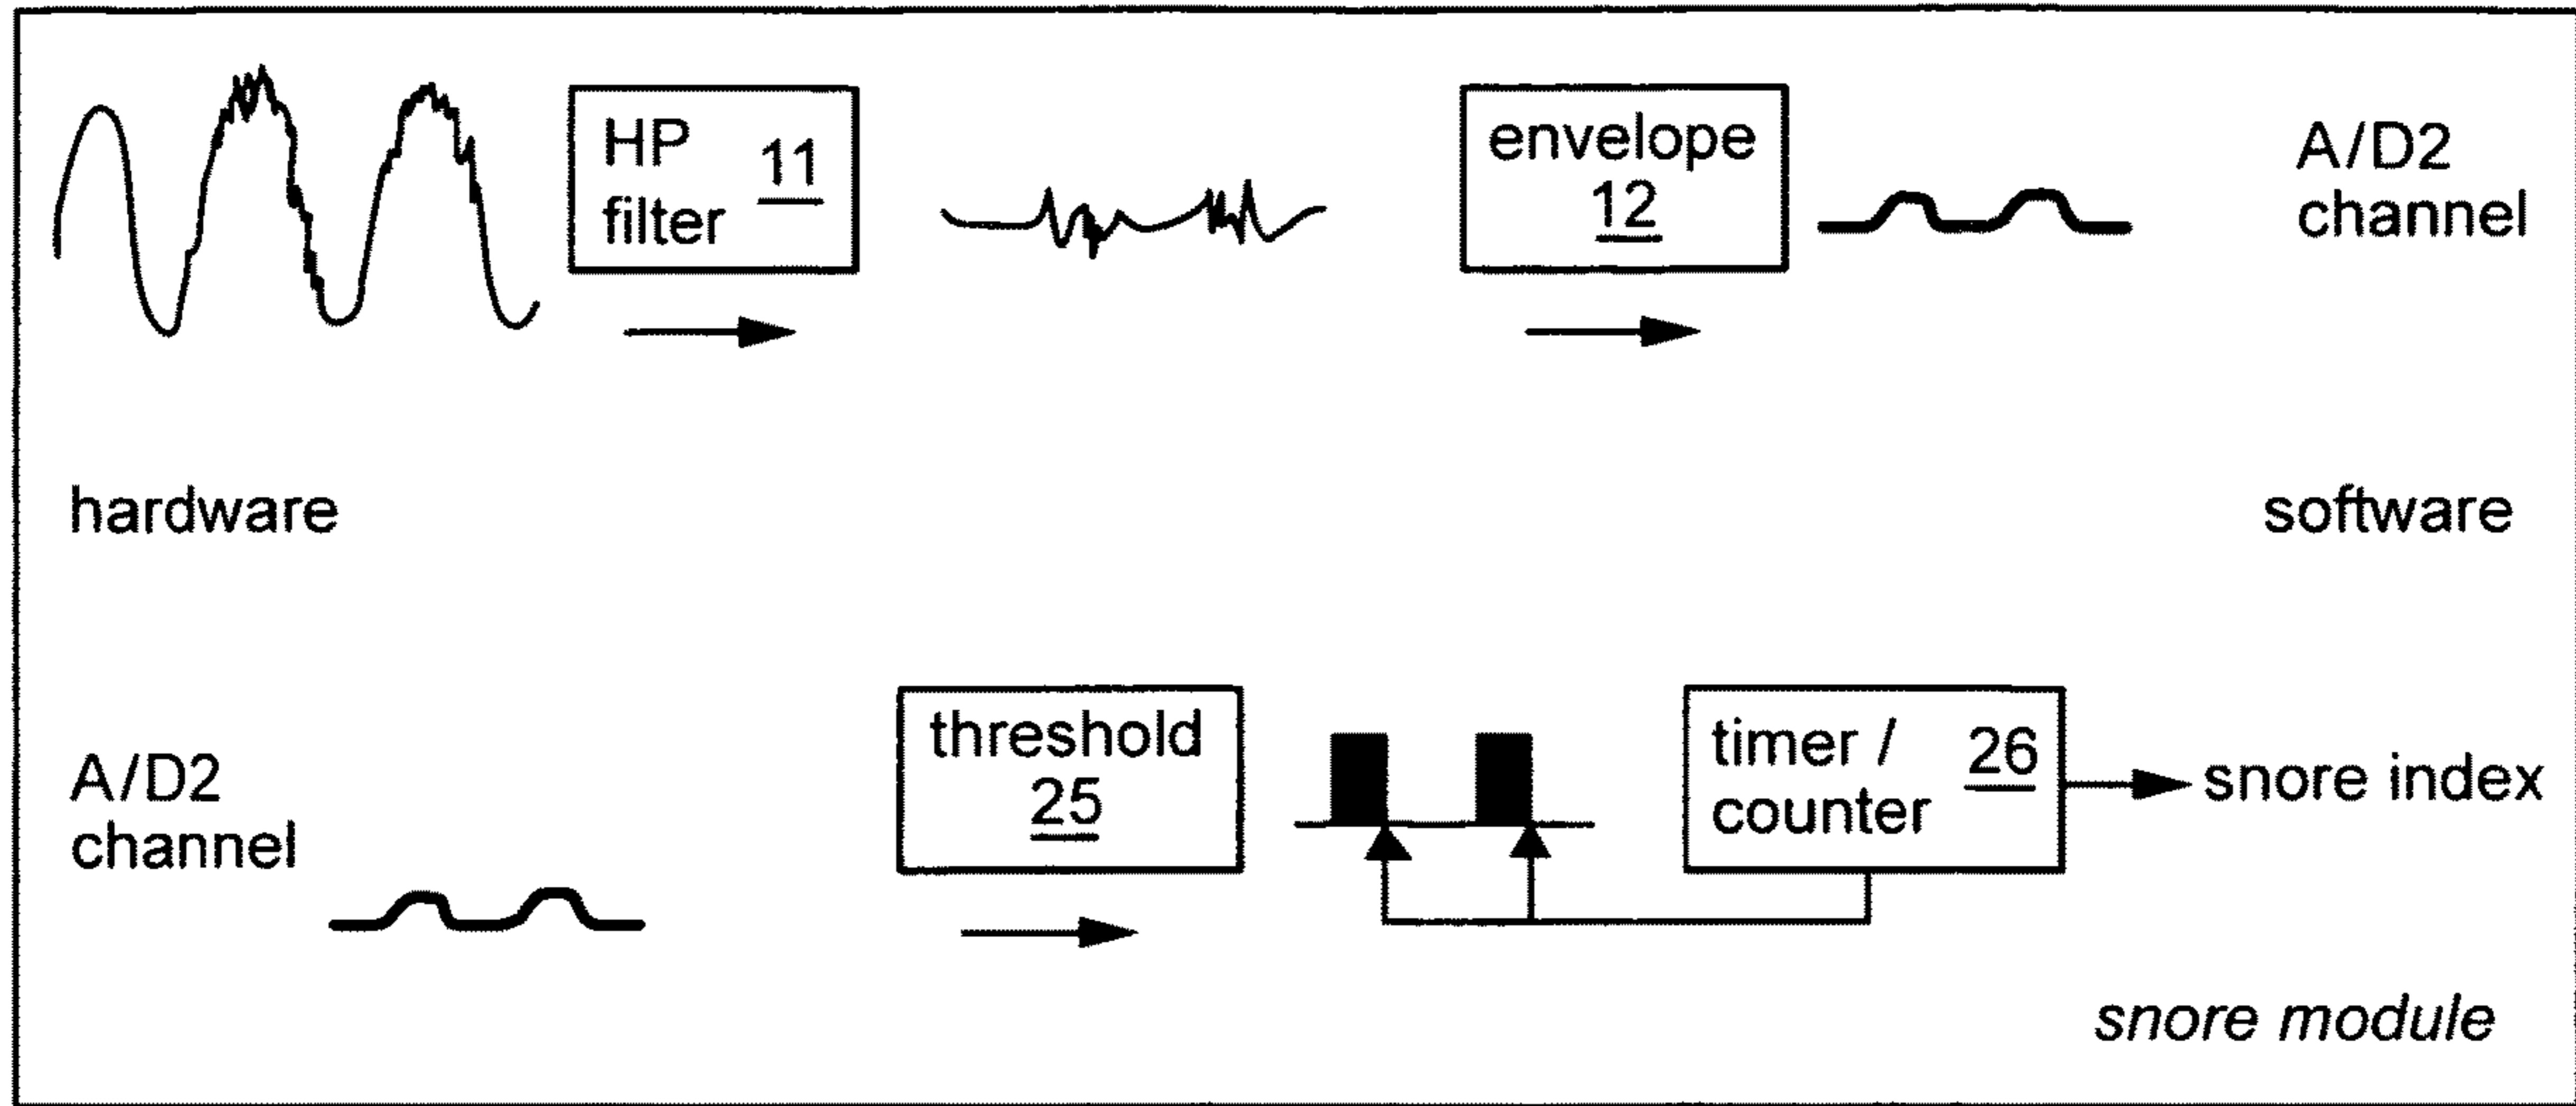 HP
filter 11
envelope
12
A/D2
channel
hardware
software
A/D2
channel
threshold
25
timer /
counter 26
snore index
snore module